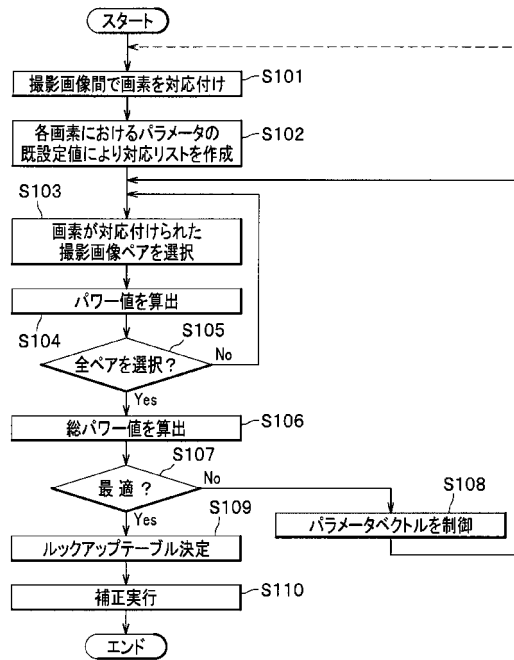 スタート
撮影画像間で画素を対応付け
S101
各画素におけるパラメータの
既設定値により対応リストを作成
S102
S103
画素が対応付けられた
撮影画像ペアを選択
パワー値を算出
S104
S105
全ペアを選択?
No
Yes
総パワー値を算出
S106
S107
最適?
No
Yes
S108
パラメータベクトルを制御
S109
ルックアップテーブル決定
補正実行
S110
エンド